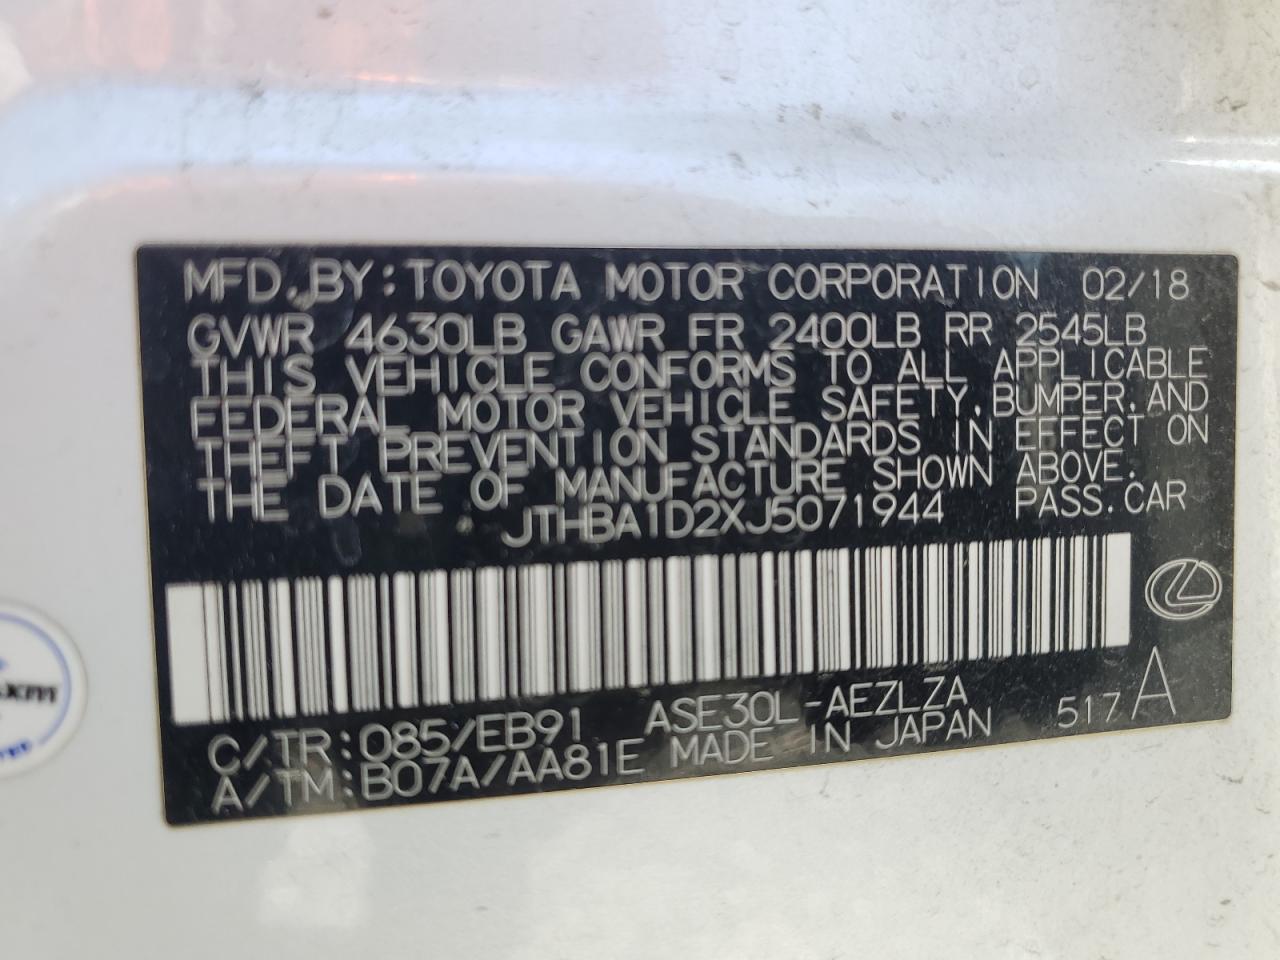 MFD. BY: TOYOTA MOTOR CORPORATION 02/18
GVWR 4630LB GAWR FR 2400LB RR 2545LB
THIS VEHICLE CONFORMS TO ALL APPLICABLE
FEDERAL MOTOR VEHICLE SAFETY, BUMPER, AND
THEFT PREVENTION STANDARDS IN EFFECT ON
THE DATE OF MANUFACTURE SHOWN ABOVE.
JTHBA1D2XJ5071944 PASS. CAR
C/TR: 085/EB91 ASE30L-AEZLZA 517A
A/TM: B07A/AA81E MADE IN JAPAN